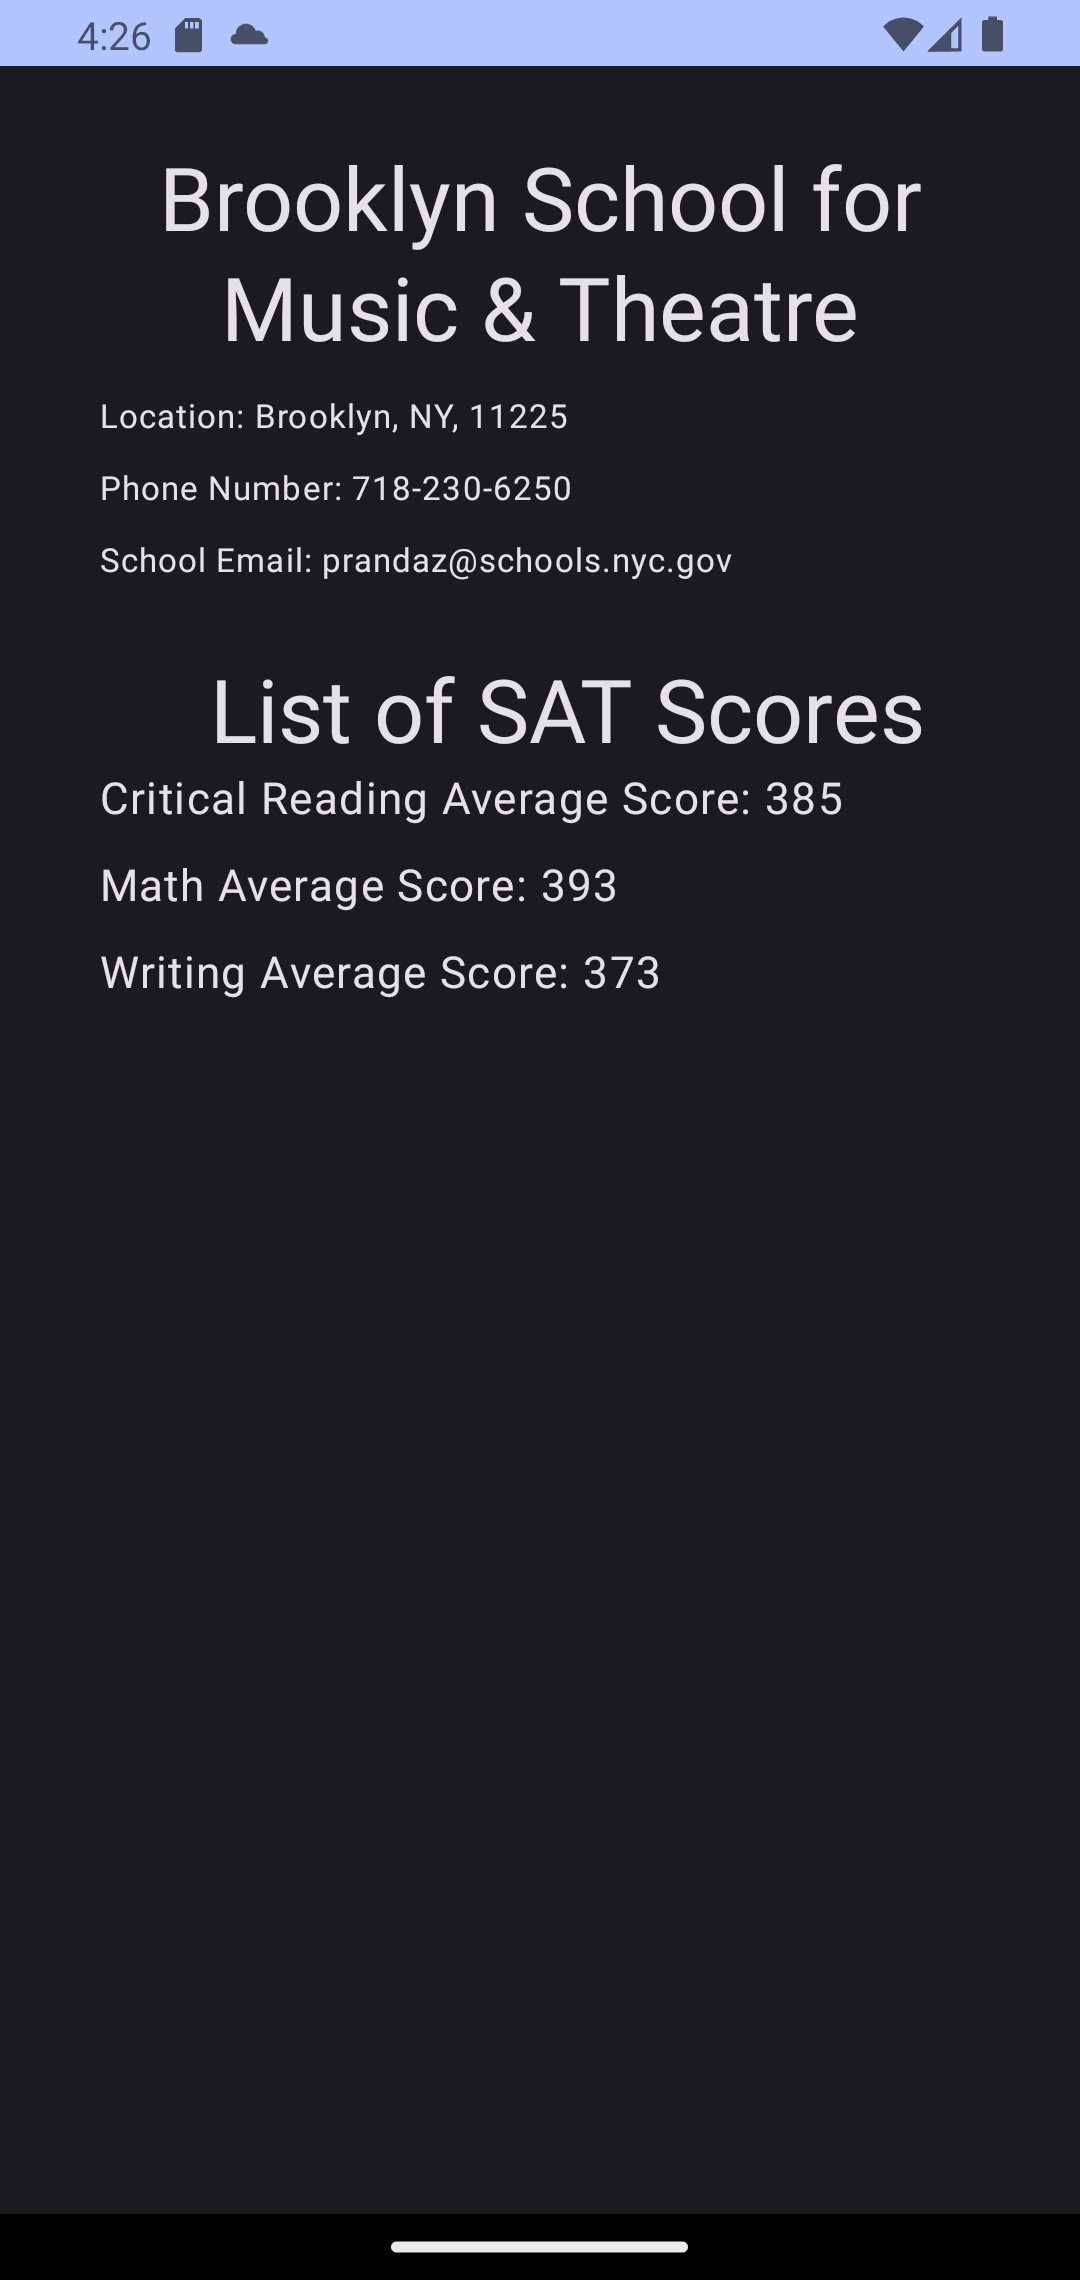 4:26
Brooklyn School for
Music & Theatre
Location: Brooklyn, NY, 11225
Phone Number: 718-230-6250
School Email: prandaz@schools.nyc.gov
List of SAT Scores
Critical Reading Average Score: 385
Math Average Score: 393
Writing Average Score: 373